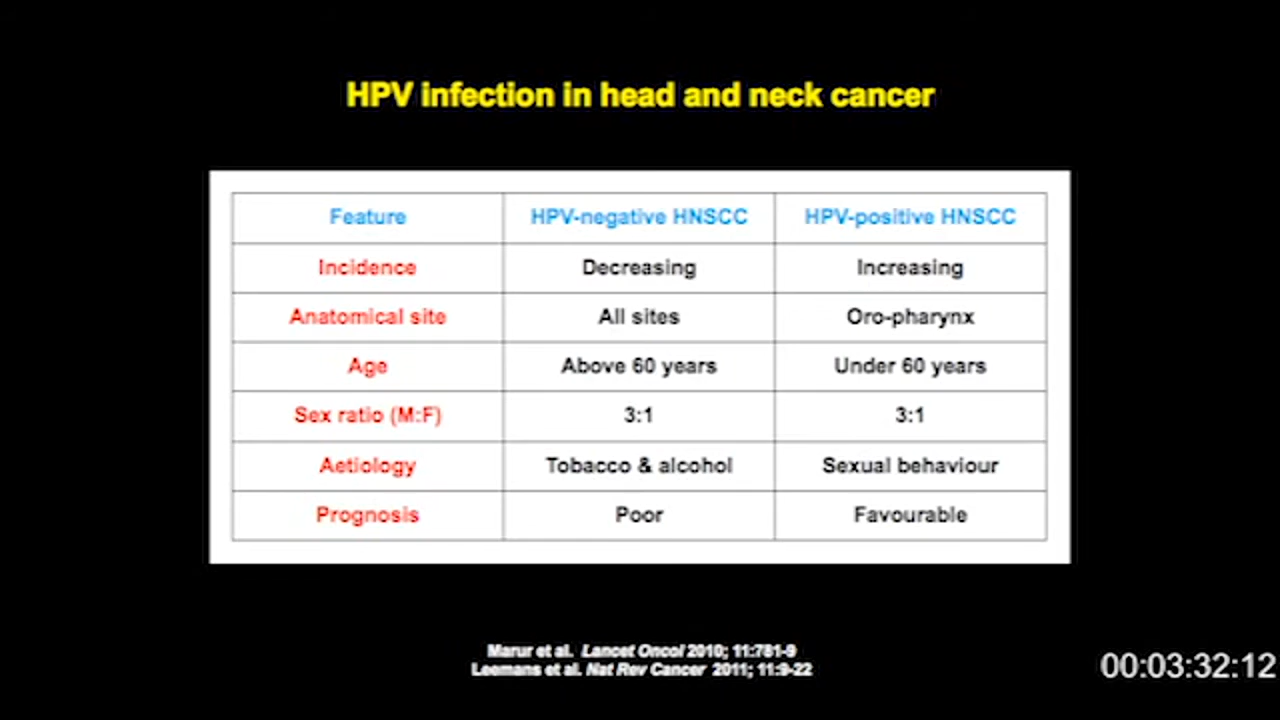 HPV infection in head and neck cancer
Feature HPV-negative HNSCC HPV-positive HNSCC
Incidence Decreasing Increasing
Anatomical site All sites Oro-pharynx
Age Above 60 years Under 60 years
Sex ratio (M:F) 3:1 3:1
Aetiology Tobacco & alcohol Sexual behaviour
Prognosis Poor Favourable
Marur et al. Lancet Oncol 2010; 11:781-9
Leemans et al. Nat Rev Cancer 2011; 11:9-22
00:03:32:12